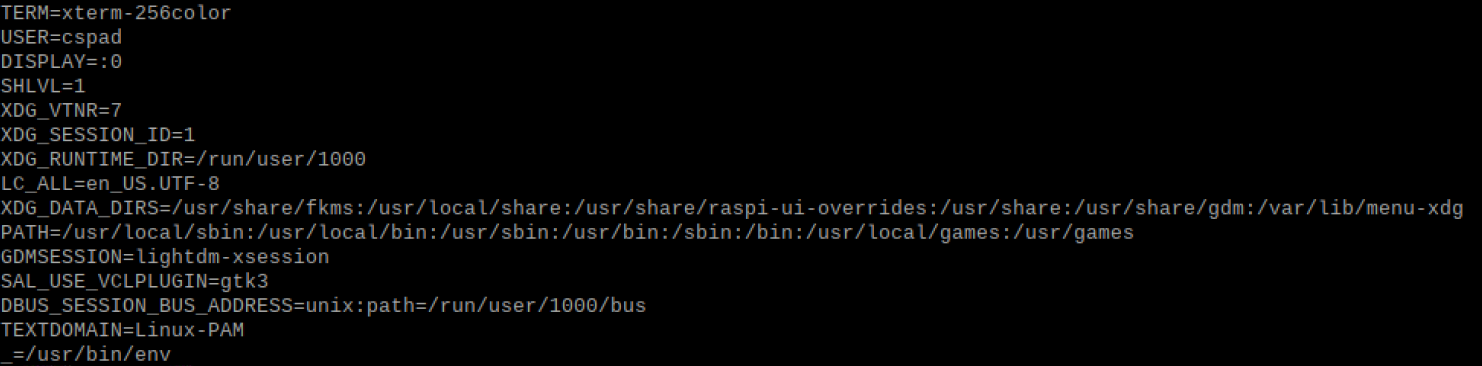 TERM=xterm-256color
USER=cspad
DISPLAY=:0
SHLVL=1
XDG_VTNR=7
XDG_SESSION_ID=1
XDG_RUNTIME_DIR=/run/user/1000
LC_ALL=en_US.UTF-8
XDG_DATA_DIRS=/usr/share/fkms:/usr/local/share:/usr/share/raspi-ui-overrides:/usr/share:/usr/share/gdm:/var/lib/menu-xdg
PATH=/usr/local/sbin:/usr/local/bin:/usr/sbin:/usr/bin:/sbin:/bin:/usr/local/games:/usr/games
GDMSESSION=lightdm-xsession
SAL_USE_VCLPLUGIN=gtk3
DBUS_SESSION_BUS_ADDRESS=unix:path=/run/user/1000/bus
TEXTDOMAIN=Linux-PAM
_=/usr/bin/env